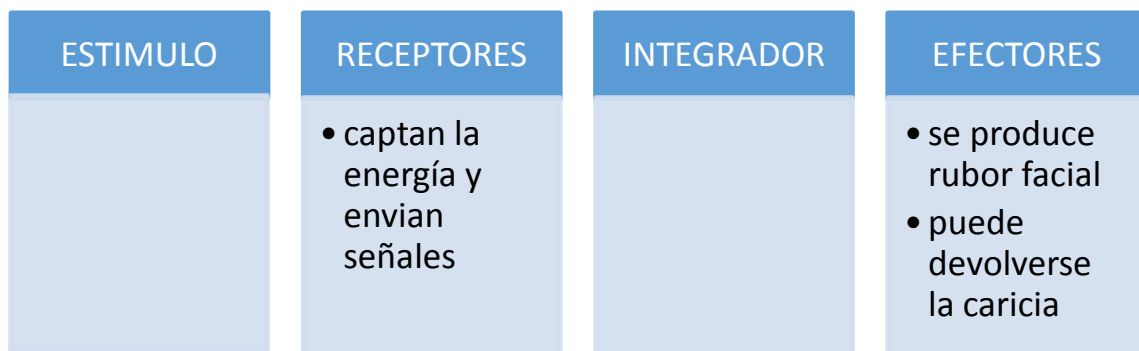 ESTIMULO
RECEPTORES
• captan la
energía y
envian
señales
INTEGRADOR
EFECTORES
• se produce
rubor facial
• puede
devolverse
la caricia